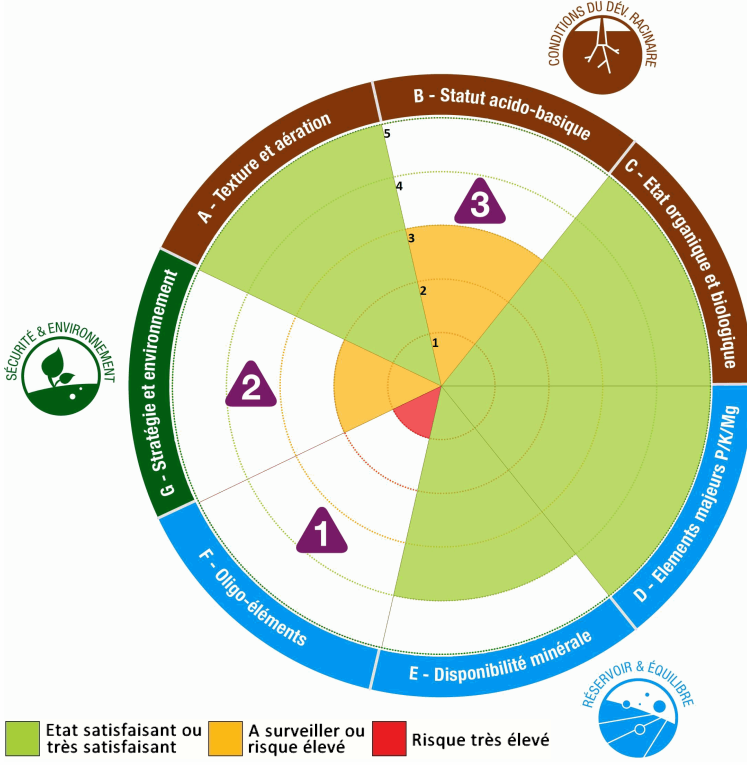 CONDITIONS DU DÉV. RACINAIRE
B - Statut acido-basique
A - Texture et aération
C - Etat organique et biologique
5
4
3
3
2
1
SÉCURITÉ & ENVIRONNEMENT
G - Stratégie et environnement
2
D - Elements majeurs P/K/Mg
1
F - Oligo-éléments
E - Disponibilité minérale
RÉSERVOIR & ÉQUILIBRE
Etat satisfaisant ou
très satisfaisant
A surveiller ou
risque élevé
Risque très élevé